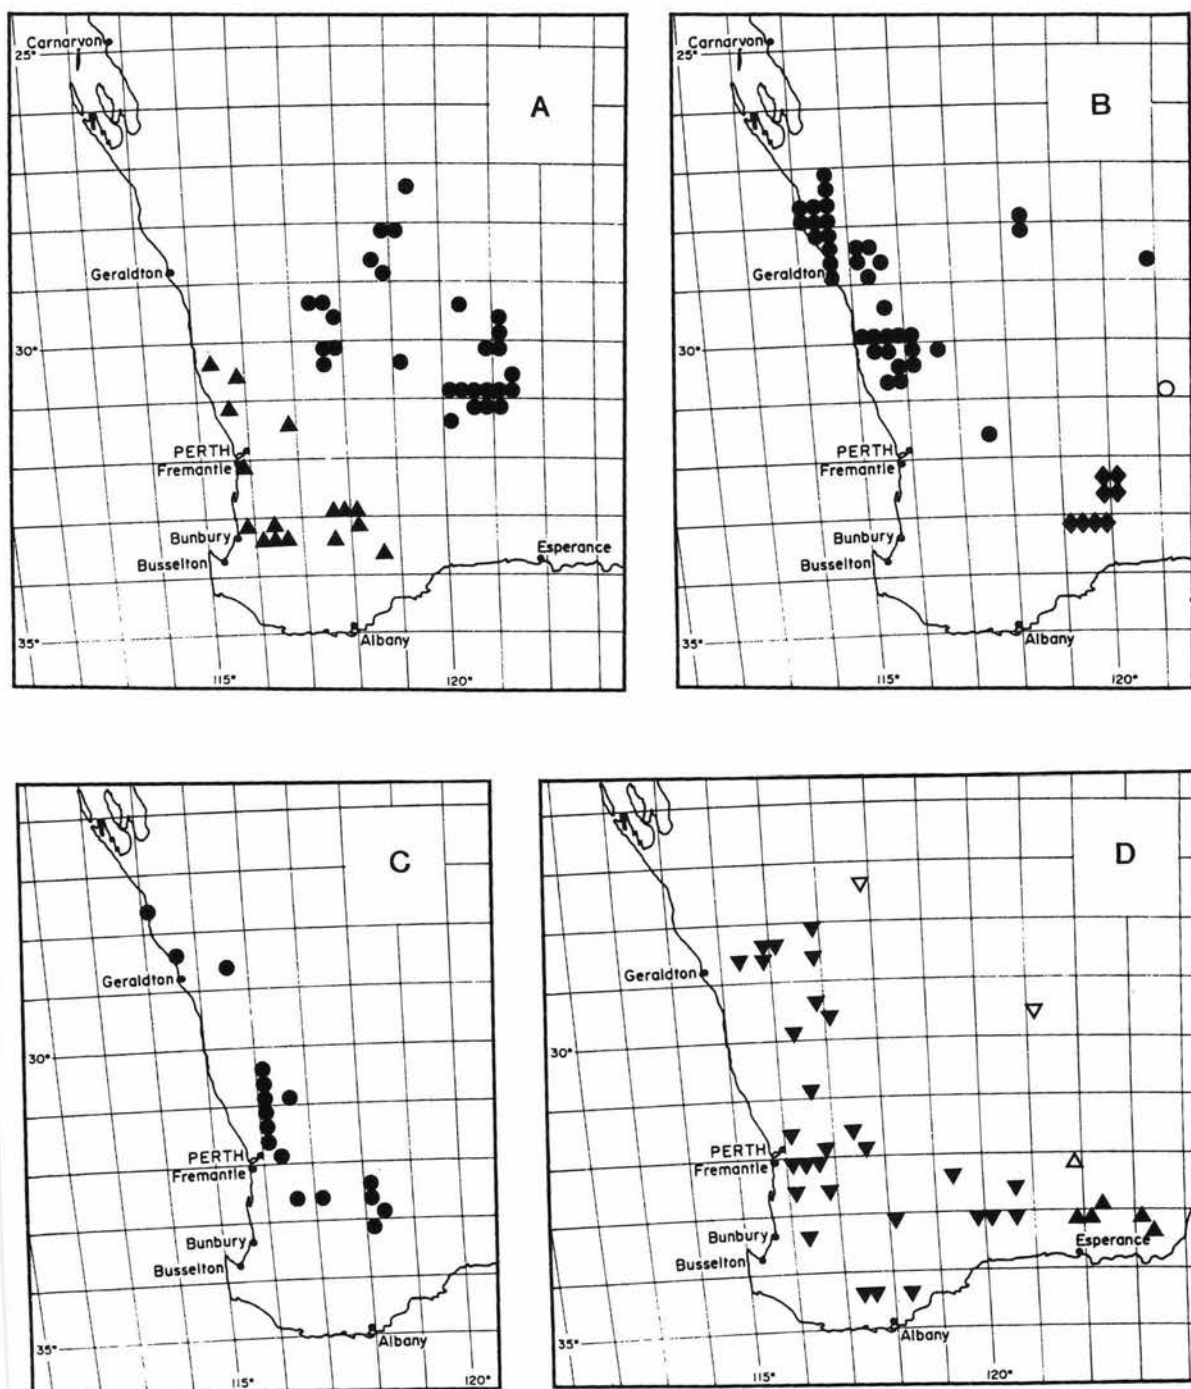 Carnarvon
25°
A
Geraldton
30°
PERTH
Fremantle
Bunbury
Busselton
Esperance
35°
Albany
115°
120°
Carnarvon
25°
B
Geraldton
30°
PERTH
Fremantle
Bunbury
Busselton
35°
Albany
115°
120°
C
Geraldton
30°
PERTH
Fremantle
Bunbury
Busselton
35°
Albany
115°
120°
D
Geraldton
30°
PERTH
Fremantle
Bunbury
Esperance
Busselton
35°
Albany
115°
120°